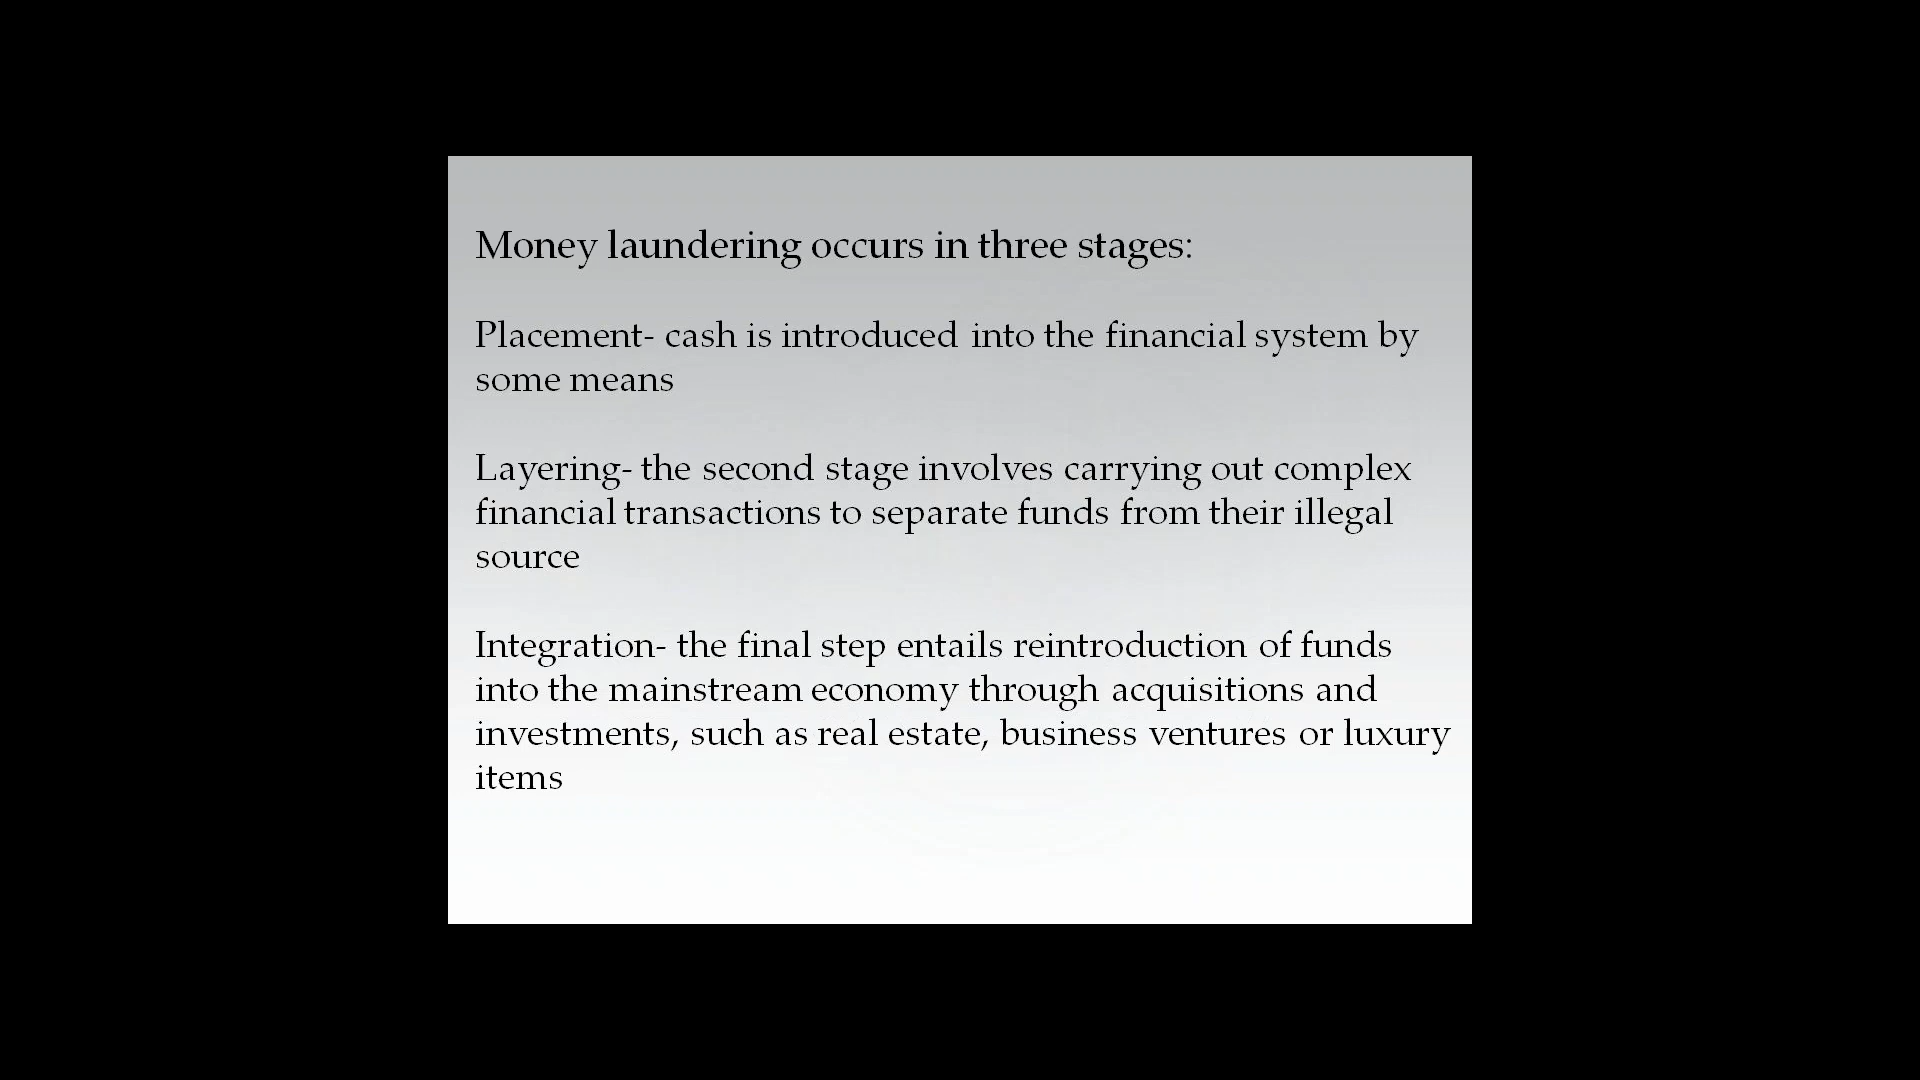 Money laundering occurs in three stages:
Placement- cash is introduced into the financial system by
some means
Layering- the second stage involves carrying out complex
financial transactions to separate funds from their illegal
source
Integration- the final step entails reintroduction of funds
into the mainstream economy through acquisitions and
investments, such as real estate, business ventures or luxury
items